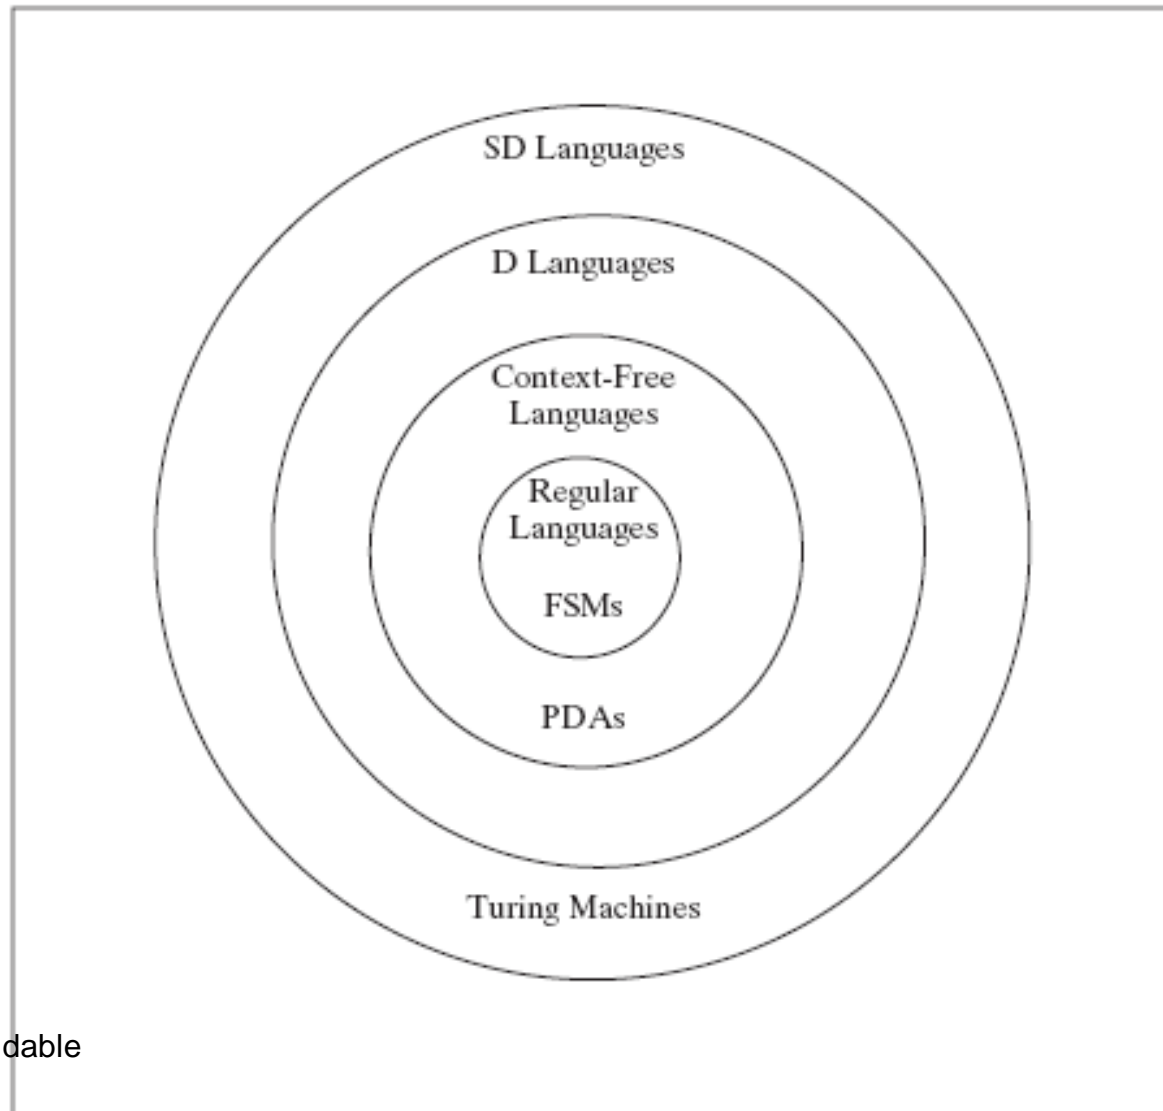 SD Languages
D Languages
Context-Free
Languages
Regular
Languages
FSMs
PDAs
Turing Machines
dable